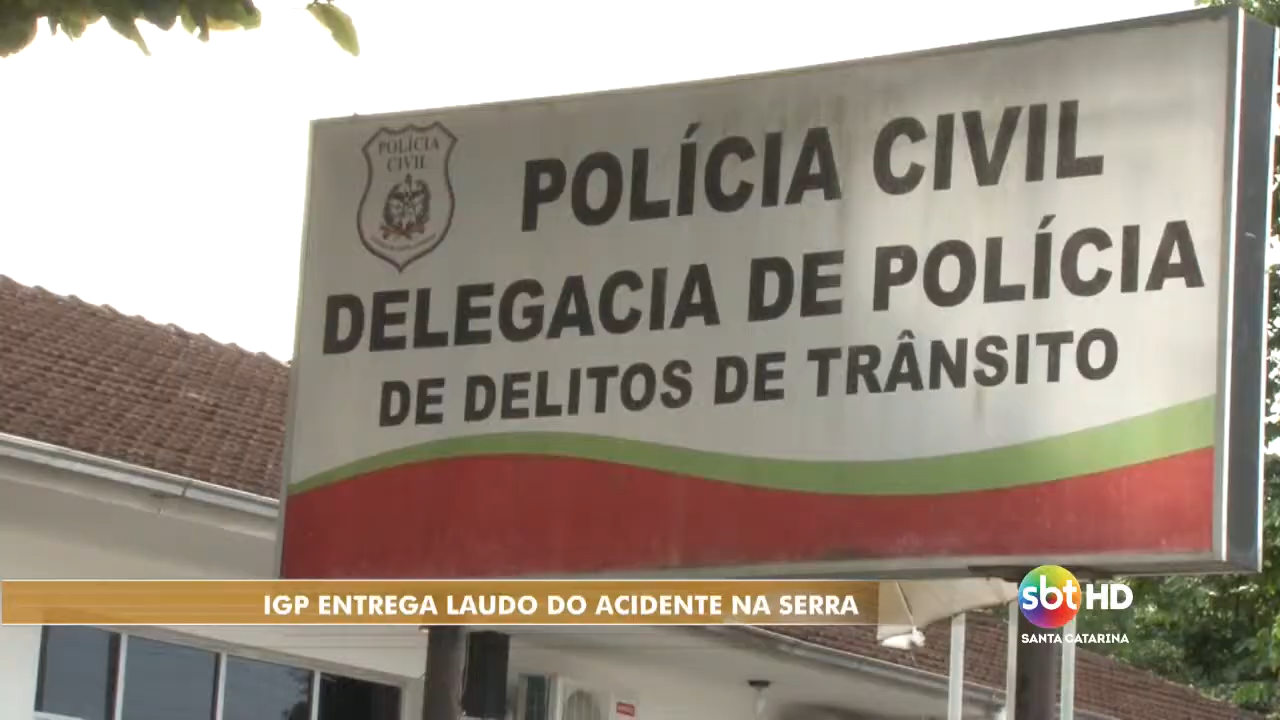 POLÍCIA
CIVIL
POLÍCIA CIVIL
DELEGACIA DE POLÍCIA
DE DELITOS DE TRÂNSITO
IGP ENTREGA LAUDO DO ACIDENTE NA SERRA
sbt HD
SANTA CATARINA